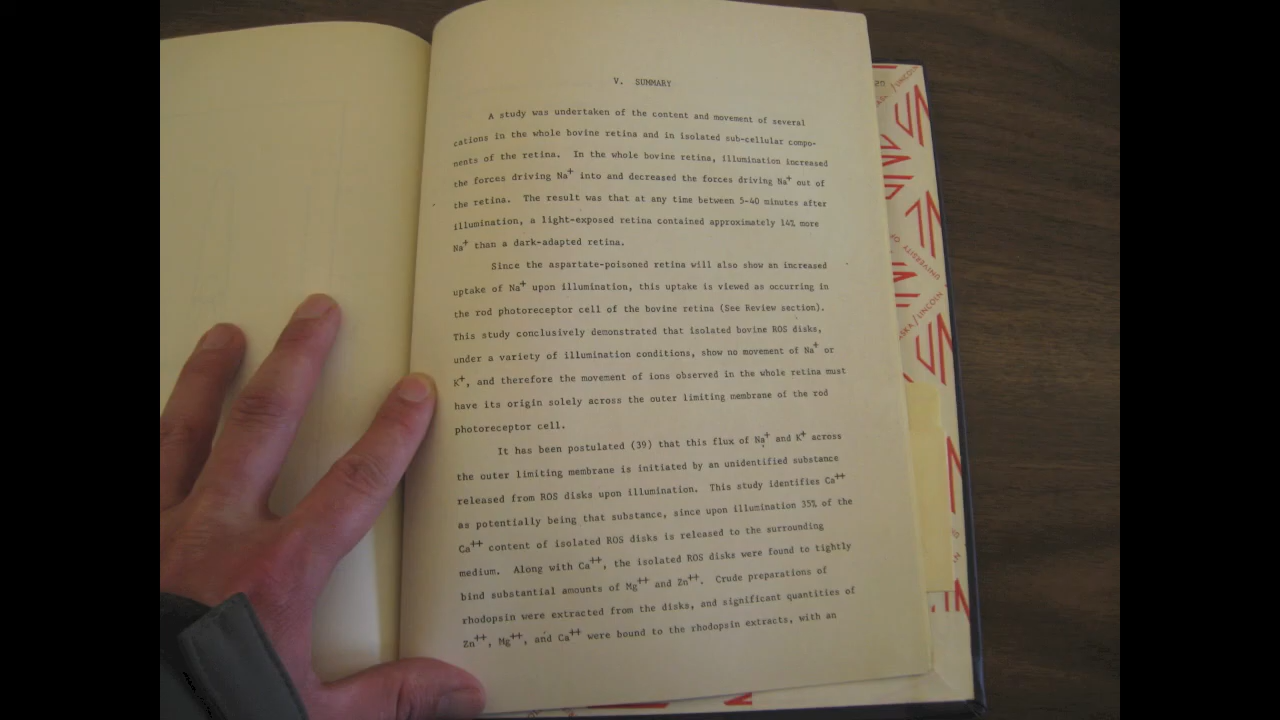 V. SUMMARY
A study was undertaken of the content and movement of several
cations in the whole bovine retina and in isolated sub-cellular compo-
nents of the retina. In the whole bovine retina, illumination increased
the forces driving Na⁺ into and decreased the forces driving Na⁺ out of
the retina. The result was that at any time between 5-40 minutes after
illumination, a light-exposed retina contained approximately 14% more
Na⁺ than a dark-adapted retina.
Since the aspartate-poisoned retina will also show an increased
uptake of Na⁺ upon illumination, this uptake is viewed as occurring in
the rod photoreceptor cell of the bovine retina (See Review section).
This study conclusively demonstrated that isolated bovine ROS disks,
under a variety of illumination conditions, show no movement of Na⁺ or
K⁺, and therefore the movement of ions observed in the whole retina must
have its origin solely across the outer limiting membrane of the rod
photoreceptor cell.
It has been postulated (39) that this flux of Na⁺ and K⁺ across
the outer limiting membrane is initiated by an unidentified substance
released from ROS disks upon illumination. This study identifies Ca⁺⁺
as potentially being that substance, since upon illumination 35% of the
Ca⁺⁺ content of isolated ROS disks is released to the surrounding
medium. Along with Ca⁺⁺, the isolated ROS disks were found to tightly
bind substantial amounts of Mg⁺⁺ and Zn⁺⁺. Crude preparations of
rhodopsin were extracted from the disks, and significant quantities of
Zn⁺⁺, Mg⁺⁺, and Ca⁺⁺ were bound to the rhodopsin extracts, with an
/LINCOLN
UNIVERSITY OF
SKA/LINCOLN